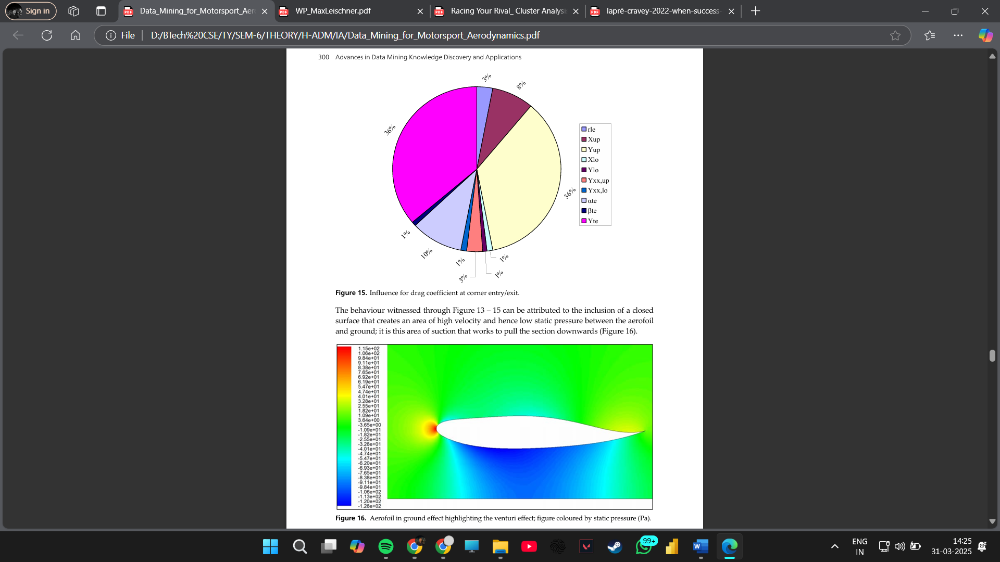 Sign in
Data_Mining_for_Motorsport_Aer
WP_MaxLeischner.pdf
Racing Your Rival_ Cluster Analysi
lapré-cravey-2022-when-success-
File
D:/BTech%20CSE/TY/SEM-6/THEORY/H-ADM/IA/Data_Mining_for_Motorsport_Aerodynamics.pdf
300 Advances in Data Mining Knowledge Discovery and Applications
3%
8%
36%
36%
1%
10%
1%
3%
1%
1%
rle
Xup
Yup
Xlo
Ylo
Yxx,up
Yxx,lo
αte
βte
Yte
Figure 15. Influence for drag coefficient at corner entry/exit.
The behaviour witnessed through Figure 13 – 15 can be attributed to the inclusion of a closed
surface that creates an area of high velocity and hence low static pressure between the aerofoil
and ground; it is this area of suction that works to pull the section downwards (Figure 16).
1.15e+02
1.06e+02
9.84e+01
9.11e+01
8.38e+01
7.65e+01
6.92e+01
6.19e+01
5.47e+01
4.74e+01
4.01e+01
3.28e+01
2.55e+01
1.82e+01
1.09e+01
3.64e+00
-3.65e+00
-1.09e+01
-1.82e+01
-2.55e+01
-3.28e+01
-4.01e+01
-4.74e+01
-5.47e+01
-6.20e+01
-6.93e+01
-7.65e+01
-8.38e+01
-9.11e+01
-9.84e+01
-1.06e+02
-1.13e+02
-1.20e+02
-1.28e+02
Figure 16. Aerofoil in ground effect highlighting the venturi effect; figure coloured by static pressure (Pa).
99+
ENG
IN
14:25
31-03-2025